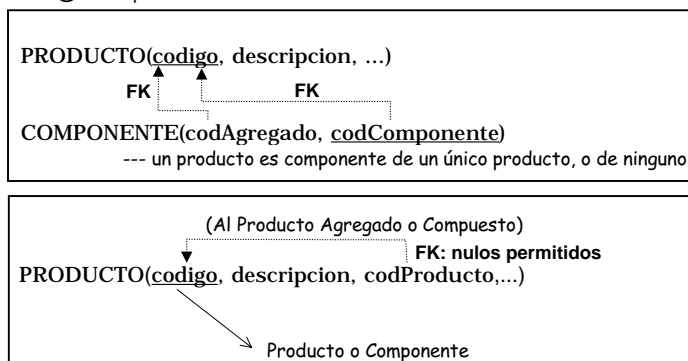 PRODUCTO(codigo, descripcion, ...)
FK FK
COMPONENTE(codAgregado, codComponente)
--- un producto es componente de un único producto, o de ninguno
(Al Producto Agregado o Compuesto)
FK: nulos permitidos
PRODUCTO(codigo, descripcion, codProducto,...)
Producto o Componente